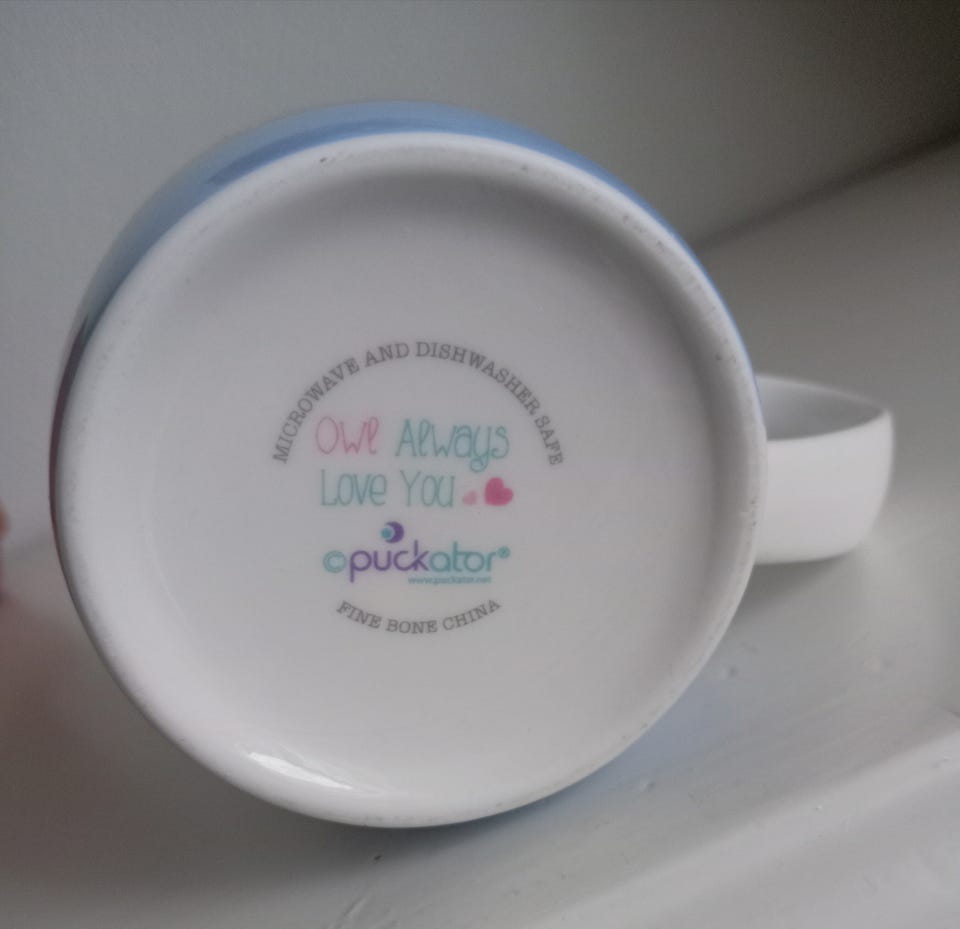 MICROWAVE AND DISHWASHER SAFE
Owl Always
Love You
©puckator®
www.puckator.net
FINE BONE CHINA